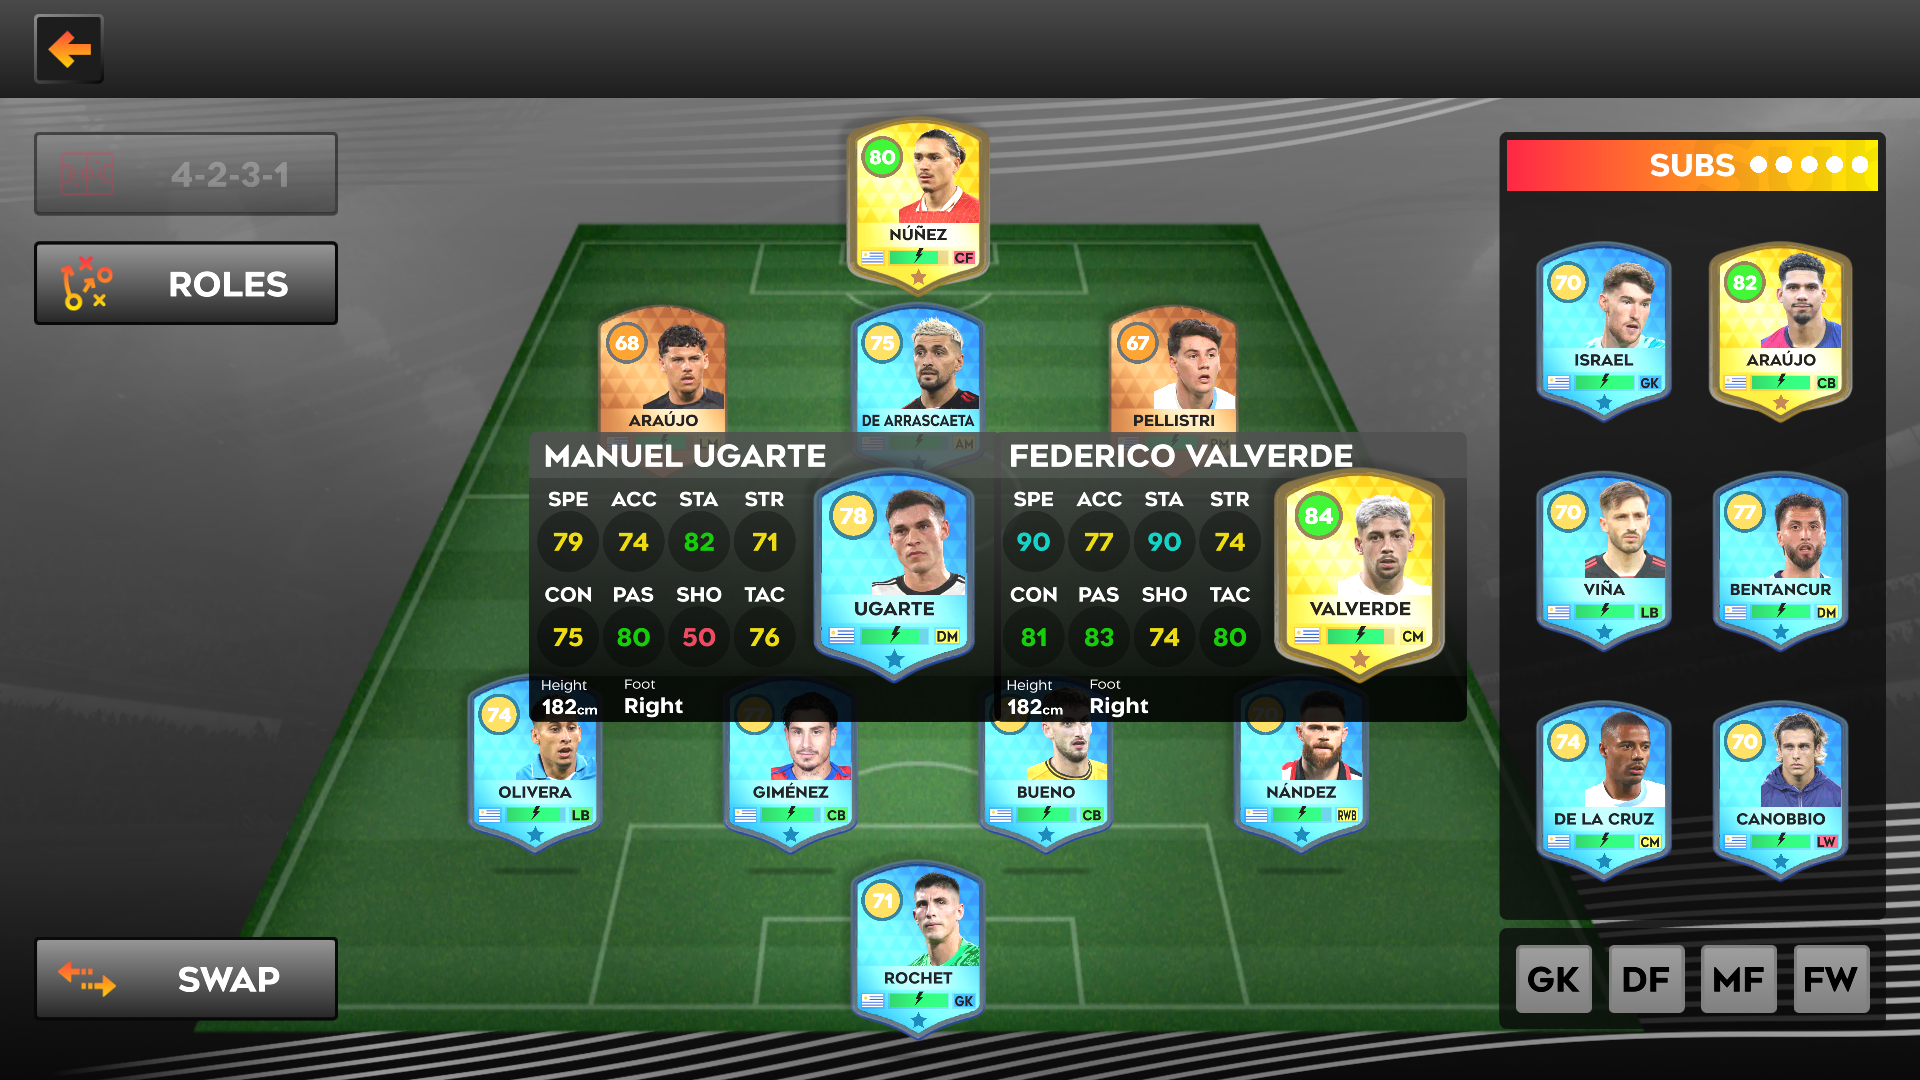 4-2-3-1
ROLES
SWAP
80
NÚÑEZ
CF
68
ARAÚJO
LM
75
DE ARRASCAETA
AM
67
PELLISTRI
RM
MANUEL UGARTE
SPE ACC STA STR
79 74 82 71
CON PAS SHO TAC
75 80 50 76
Height Foot
182cm Right
78
UGARTE
DM
FEDERICO VALVERDE
SPE ACC STA STR
90 77 90 74
CON PAS SHO TAC
81 83 74 80
Height Foot
182cm Right
84
VALVERDE
CM
74
OLIVERA
LB
77
GIMÉNEZ
CB
BUENO
CB
70
NÁNDEZ
RWB
71
ROCHET
GK
SUBS
70
ISRAEL
GK
82
ARAÚJO
CB
70
VIÑA
LB
77
BENTANCUR
DM
74
DE LA CRUZ
CM
70
CANOBBIO
LW
GK DF MF FW